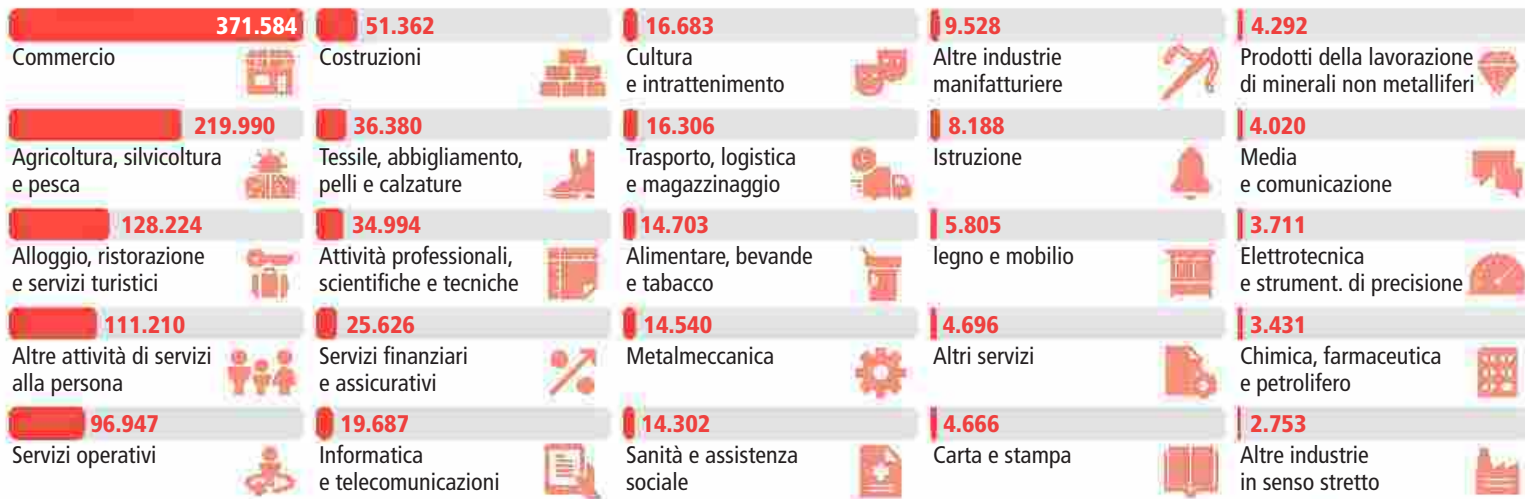 371.584
Commercio
219.990
Agricoltura, silvicoltura
e pesca
128.224
Alloggio, ristorazione
e servizi turistici
111.210
Altre attività di servizi
alla persona
96.947
Servizi operativi
51.362
Costruzioni
36.380
Tessile, abbigliamento,
pelli e calzature
34.994
Attività professionali,
scientifiche e tecniche
25.626
Servizi finanziari
e assicurativi
19.687
Informatica
e telecomunicazioni
16.683
Cultura
e intrattenimento
16.306
Trasporto, logistica
e magazzinaggio
14.703
Alimentare, bevande
e tabacco
14.540
Metalmeccanica
14.302
Sanità e assistenza
sociale
9.528
Altre industrie
manifatturiere
8.188
Istruzione
5.805
legno e mobilio
4.696
Altri servizi
4.666
Carta e stampa
4.292
Prodotti della lavorazione
di minerali non metalliferi
4.020
Media
e comunicazione
3.711
Elettrotecnica
e strument. di precisione
3.431
Chimica, farmaceutica
e petrolifero
2.753
Altre industrie
in senso stretto